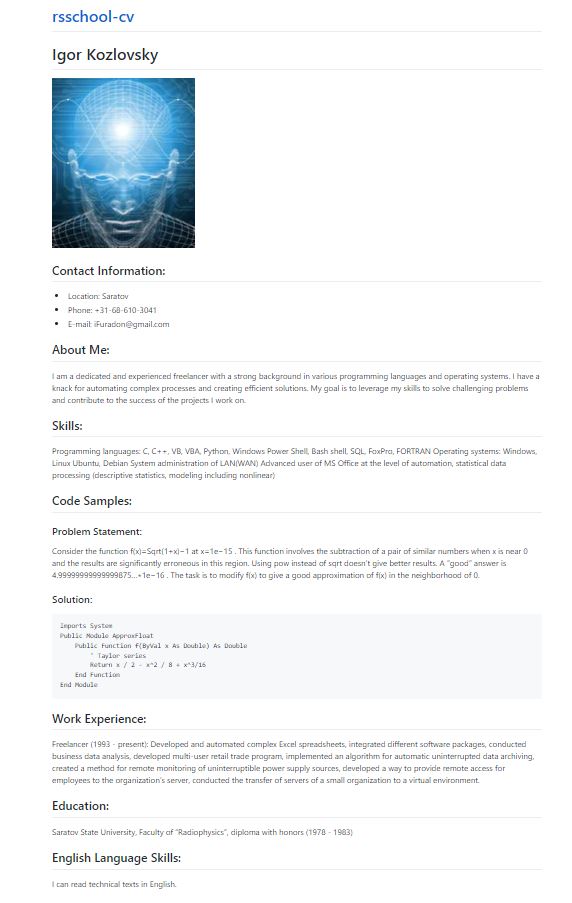 rsschool-cv
Igor Kozlovsky
Contact Information:
• Location: Saratov
• Phone: +31-68-610-3041
• E-mail: iFuradon@gmail.com
About Me:
I am a dedicated and experienced freelancer with a strong background in various programming languages and operating systems. I have a
knack for automating complex processes and creating efficient solutions. My goal is to leverage my skills to solve challenging problems
and contribute to the success of the projects I work on.
Skills:
Programming languages: C, C++, VB, VBA, Python, Windows Power Shell, Bash shell, SQL, FoxPro, FORTRAN Operating systems: Windows,
Linux Ubuntu, Debian System administration of LAN(WAN) Advanced user of MS Office at the level of automation, statistical data
processing (descriptive statistics, modeling including nonlinear)
Code Samples:
Problem Statement:
Consider the function f(x)=Sqrt(1+x)−1 at x=1e−15 . This function involves the subtraction of a pair of similar numbers when x is near 0
and the results are significantly erroneous in this region. Using pow instead of sqrt doesn't give better results. A "good" answer is
4.99999999999999875...∗1e−16 . The task is to modify f(x) to give a good approximation of f(x) in the neighborhood of 0.
Solution:
Imports System
Public Module ApproxFloat
    Public Function f(ByVal x As Double) As Double
        ' Taylor series
        Return x / 2 - x^2 / 8 + x^3/16
    End Function
End Module
Work Experience:
Freelancer (1993 - present): Developed and automated complex Excel spreadsheets, integrated different software packages, conducted
business data analysis, developed multi-user retail trade program, implemented an algorithm for automatic uninterrupted data archiving,
created a method for remote monitoring of uninterruptible power supply sources, developed a way to provide remote access for
employees to the organization's server, conducted the transfer of servers of a small organization to a virtual environment.
Education:
Saratov State University, Faculty of "Radiophysics", diploma with honors (1978 - 1983)
English Language Skills:
I can read technical texts in English.